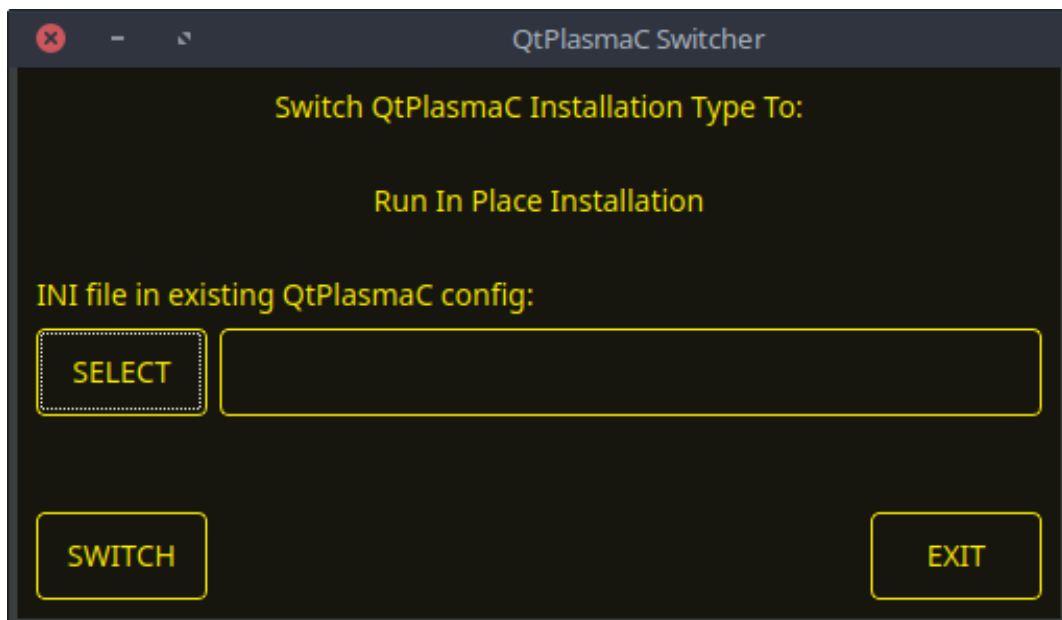 QtPlasmaC Switcher
Switch QtPlasmaC Installation Type To:
Run In Place Installation
INI file in existing QtPlasmaC config:
SELECT
SWITCH
EXIT